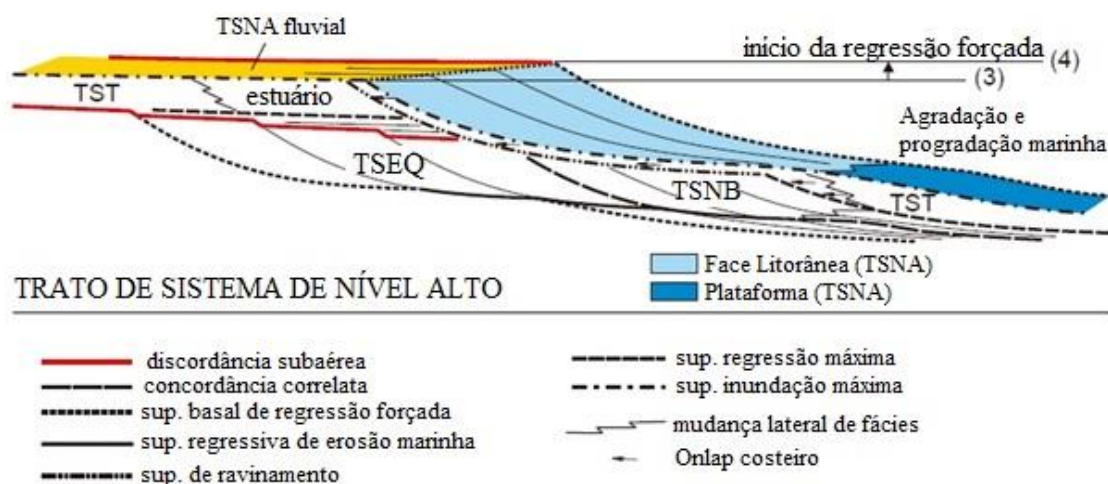 TSNA fluvial
início da regressão forçada (4)
(3)
TST
estuário
Agradação e
progradação marinha
TSEQ
TSNB
TST
TRATO DE SISTEMA DE NÍVEL ALTO
Face Litorânea (TSNA)
Plataforma (TSNA)
discordância subaérea
concordância correlata
sup. basal de regressão forçada
sup. regressiva de erosão marinha
sup. de ravinamento
sup. regressão máxima
sup. inundação máxima
mudança lateral de fácies
Onlap costeiro